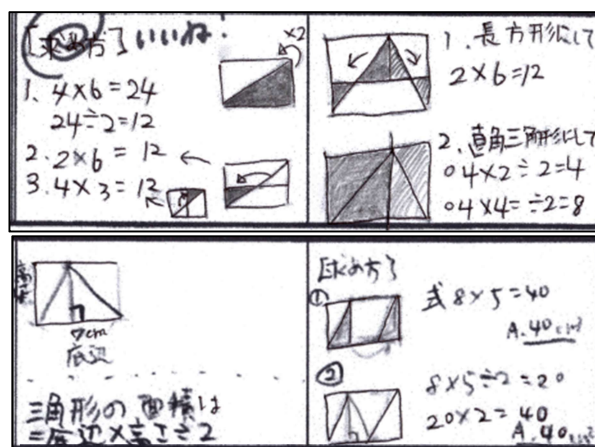 [求め方] いいね!
×2
1. 4×6=24
24÷2=12
2. 2×6=12 ←
3. 4×3=12
1. 長方形にして
2×6=12
2. 直角三角形にして
○4×2÷2=4
○4×4=÷2=8
7cm
底辺
三角形の面積は
=底辺×高さ÷2
[求め方]
① 式 8×5=40
A. 40cm²
② 8×5÷2=20
20×2=40
A. 40cm²